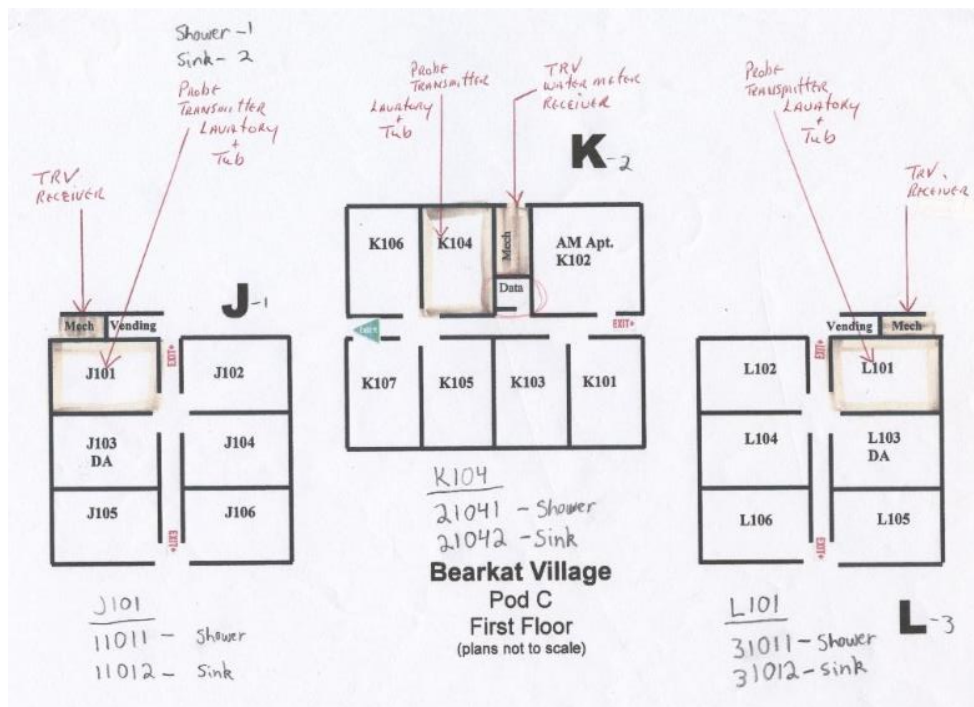 Shower -1
Sink - 2
PROBE
TRANSMITTER
LAVATORY
+
Tub
TRV
RECEIVER
PROBE
TRANSMITTER
LAVATORY
+
Tub
TRV
WATER METER
RECEIVER
PROBE
TRANSMITTER
LAVATORY
+
Tub
TRV.
RECEIVER
K-2
K106
K104
Mech
AM Apt.
K102
Data
EXIT
K107
K105
K103
K101
J-1
Mech
Vending
EXIT
J101
J102
J103
DA
J104
J105
J106
EXIT
Vending
Mech
EXIT
L102
L101
L104
L103
DA
L106
L105
EXIT
K104
21041 - Shower
21042 - Sink
Bearkat Village
Pod C
First Floor
(plans not to scale)
J101
11011 - Shower
11012 - Sink
L101
31011 - Shower
31012 - Sink
L-3